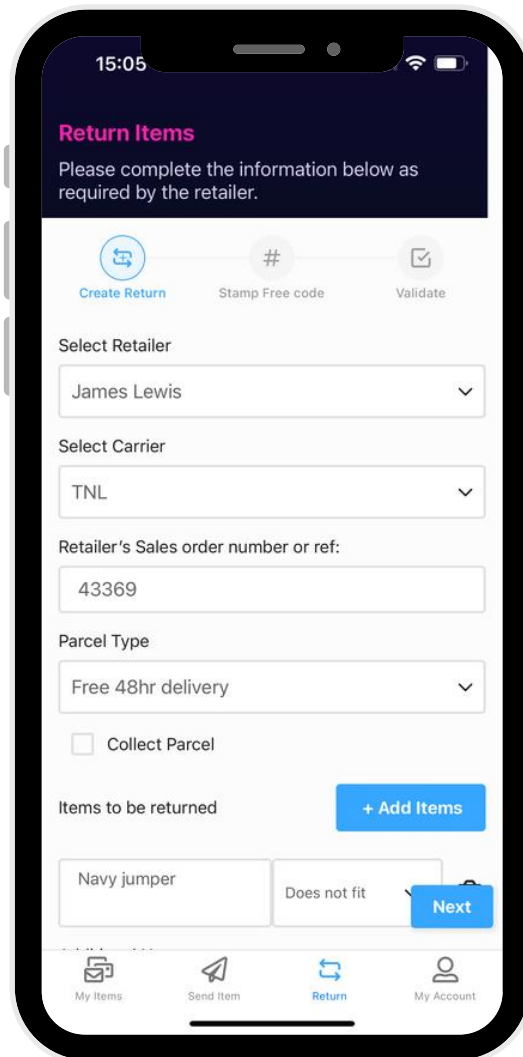 15:05
Return Items
Please complete the information below as
required by the retailer.
#
Create Return
Stamp Free code
Validate
Select Retailer
James Lewis
Select Carrier
TNL
Retailer's Sales order number or ref:
43369
Parcel Type
Free 48hr delivery
Collect Parcel
Items to be returned
+ Add Items
Navy jumper
Does not fit
Next
My Items
Send Item
Return
My Account